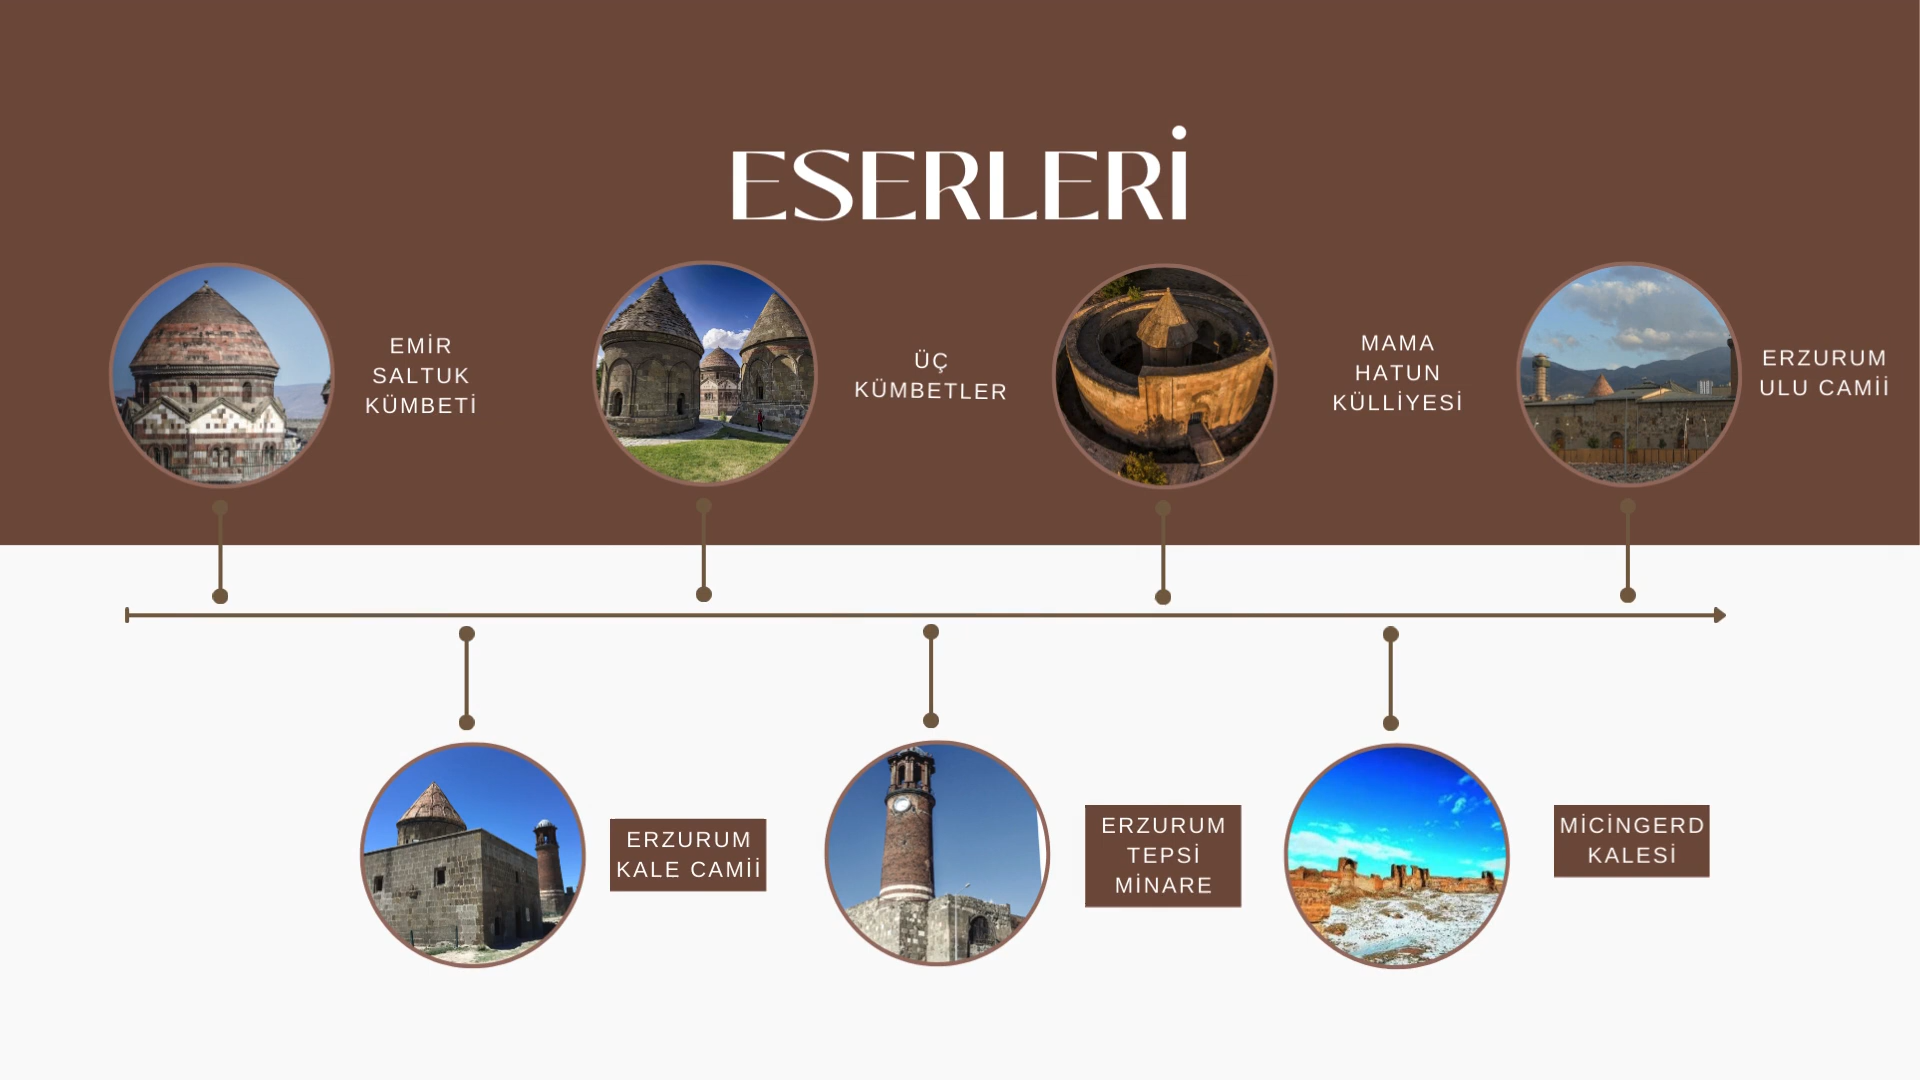 ESERLERİ
EMİR
SALTUK
KÜMBETİ
ÜÇ
KÜMBETLER
MAMA
HATUN
KÜLLİYESİ
ERZURUM
ULU CAMİİ
ERZURUM
KALE CAMİİ
ERZURUM
TEPSİ
MİNARE
MİCİNGERD
KALESİ